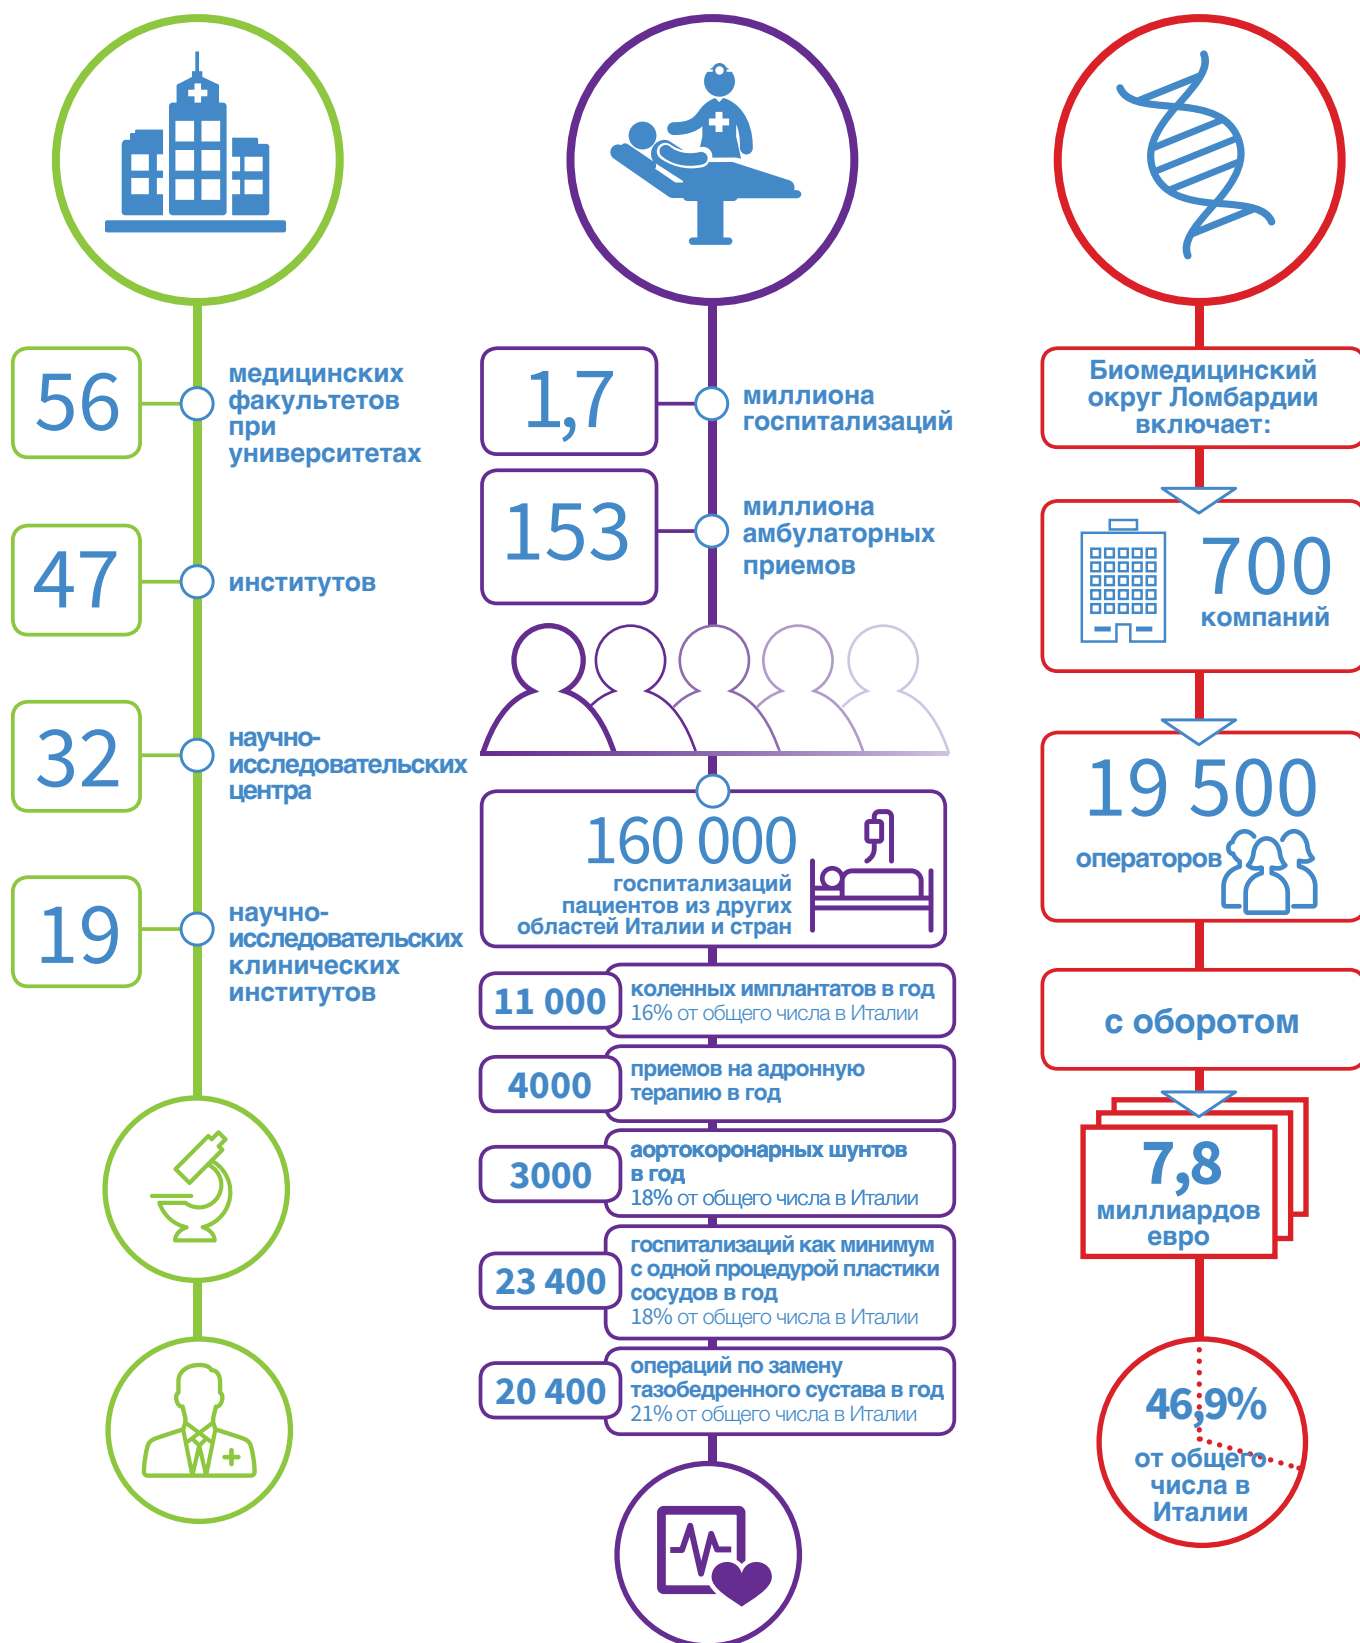 56
медицинских
факультетов
при
университетах
47
институтов
32
научно-
исследовательских
центра
19
научно-
исследовательских
клинических
институтов
1,7
миллиона
госпитализаций
153
миллиона
амбулаторных
приемов
160 000
госпитализаций
пациентов из других
областей Италии и стран
11 000
коленных имплантатов в год
16% от общего числа в Италии
4000
приемов на адронную
терапию в год
3000
аортокоронарных шунтов
в год
18% от общего числа в Италии
23 400
госпитализаций как минимум
с одной процедурой пластики
сосудов в год
18% от общего числа в Италии
20 400
операций по замену
тазобедренного сустава в год
21% от общего числа в Италии
Биомедицинский
округ Ломбардии
включает:
700
компаний
19 500
операторов
с оборотом
7,8
миллиардов
евро
46,9%
от общего
числа в
Италии